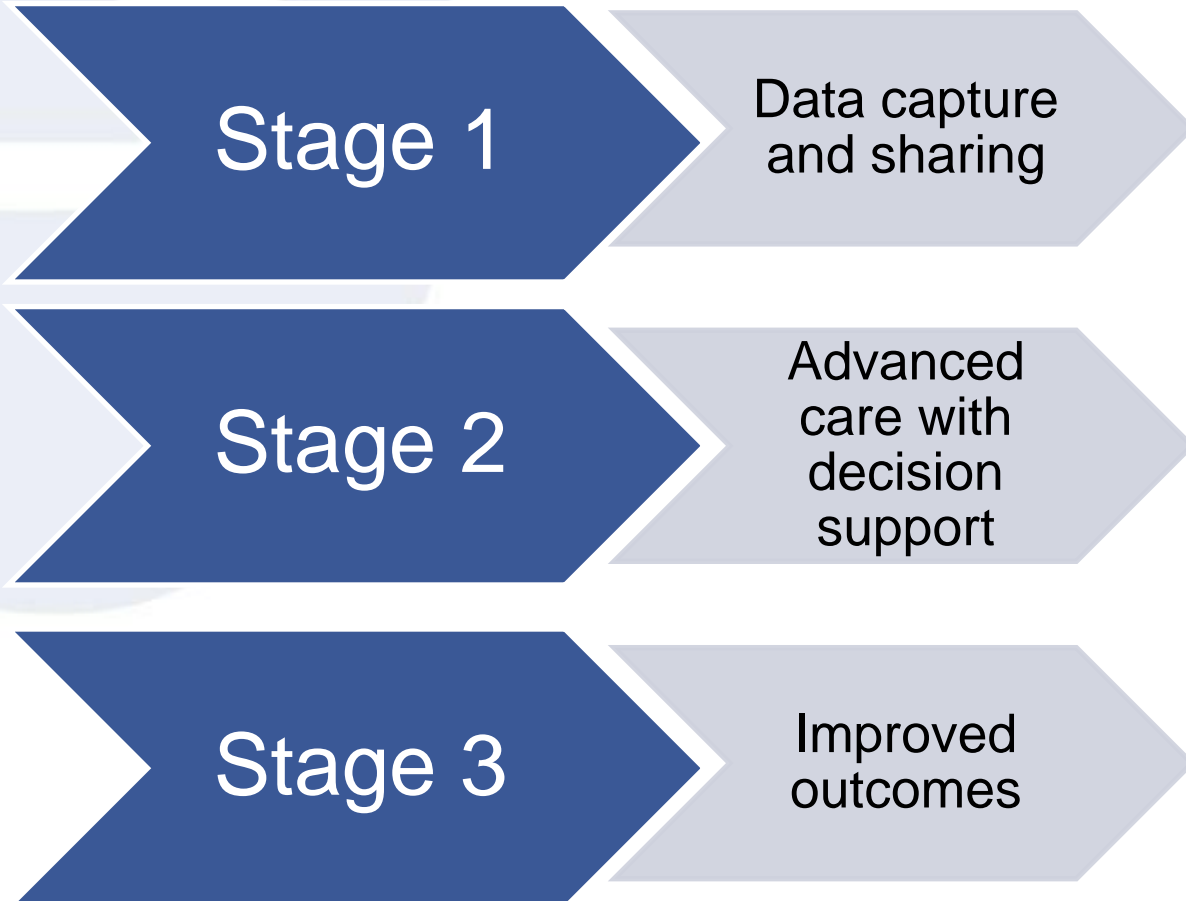 Stage 1
Data capture
and sharing
Stage 2
Advanced
care with
decision
support
Stage 3
Improved
outcomes